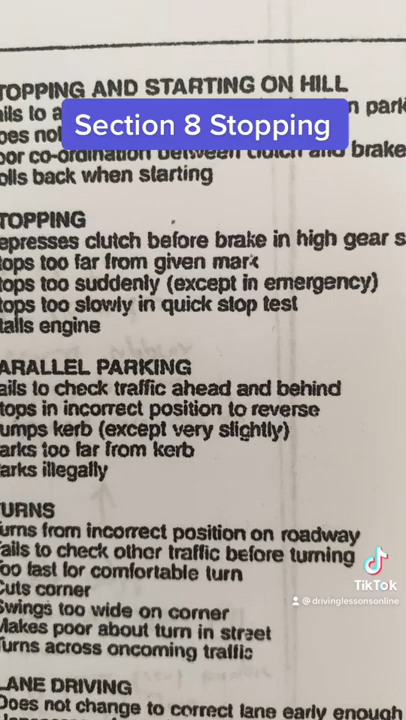 TOPPING AND STARTING ON HILL
ails to a
n park
Section 8 Stopping
oes not
oor co-ordination between clutch and brake
olls back when starting
TOPPING
epresses clutch before brake in high gear s
tops too far from given mark
tops too suddenly (except in emergency)
tops too slowly in quick stop test
talls engine
ARALLEL PARKING
ails to check traffic ahead and behind
tops in incorrect position to reverse
umps kerb (except very slightly)
arks too far from kerb
arks illegally
URNS
urns from incorrect position on roadway
ails to check other traffic before turning
oo fast for comfortable turn
Cuts corner
Swings too wide on corner
Makes poor about turn in street
Turns across oncoming traffic
TikTok
@drivinglessonsonline
LANE DRIVING
Does not change to correct lane early enough